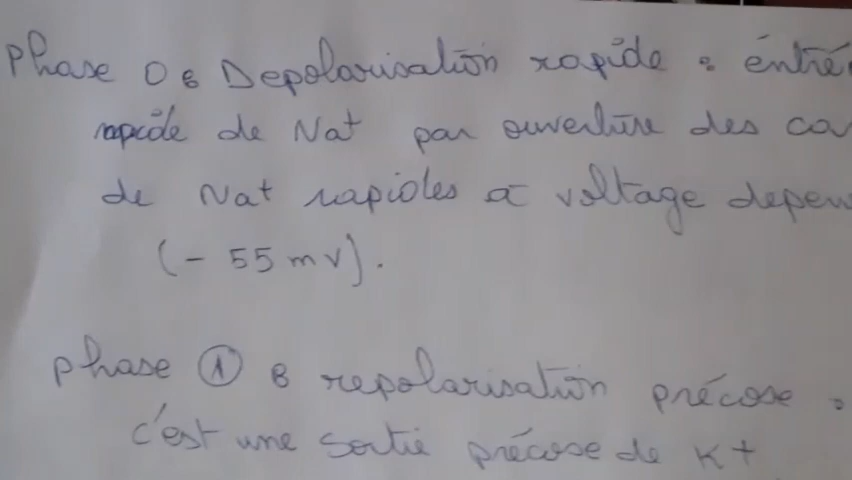 Phase 0 : Depolarisation rapide : entré
rapide de Na+ par ouverture des ca
de Na+ rapides a voltage depen
(- 55 mv).
phase ① : repolarisation précose :
c'est une sortie précose de K+